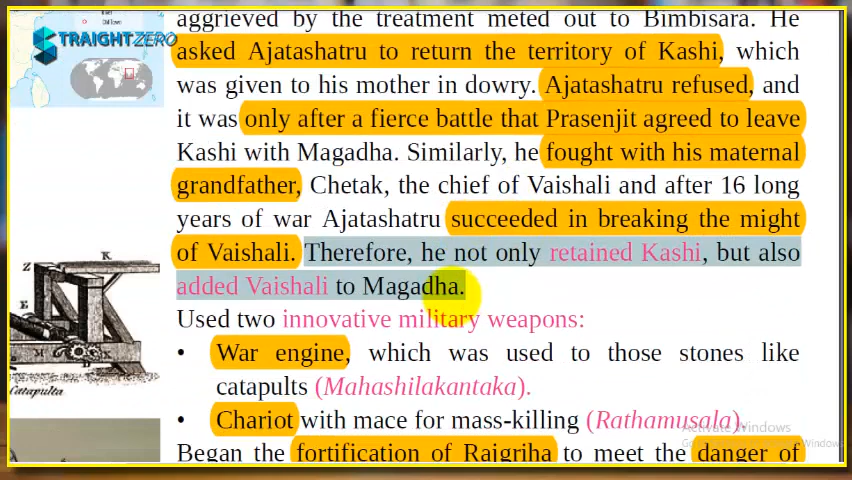 aggrieved by the treatment meted out to Bimbisara. He
STRAIGHTZERO
asked Ajatashatru to return the territory of Kashi, which
was given to his mother in dowry. Ajatashatru refused, and
it was only after a fierce battle that Prasenjit agreed to leave
Kashi with Magadha. Similarly, he fought with his maternal
grandfather, Chetak, the chief of Vaishali and after 16 long
years of war Ajatashatru succeeded in breaking the might
of Vaishali. Therefore, he not only retained Kashi, but also
added Vaishali to Magadha.
Used two innovative military weapons:
• War engine, which was used to those stones like
catapults (Mahashilakantaka).
Catapulta
• Chariot with mace for mass-killing (Rathamusala).
Activate Windows
Began the fortification of Rajgriha to meet the danger of